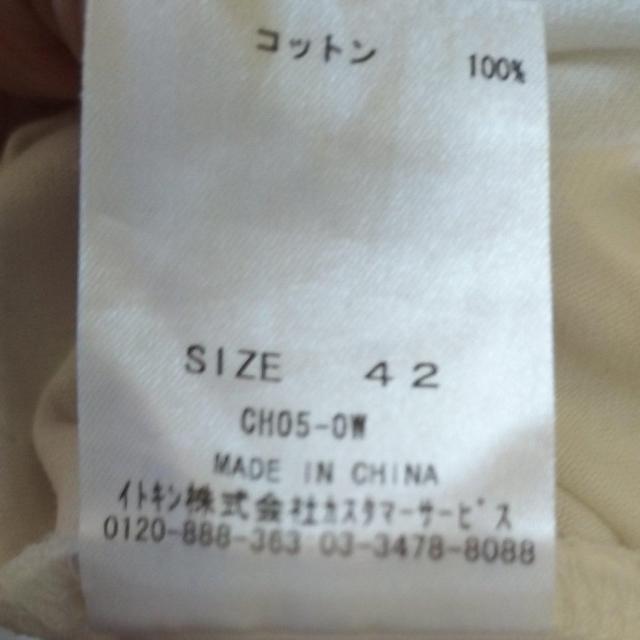 コットン 100%
SIZE 42
CH05-0W
MADE IN CHINA
イトキン株式会社カスタマーサービス
0120-888-363 03-3478-8088